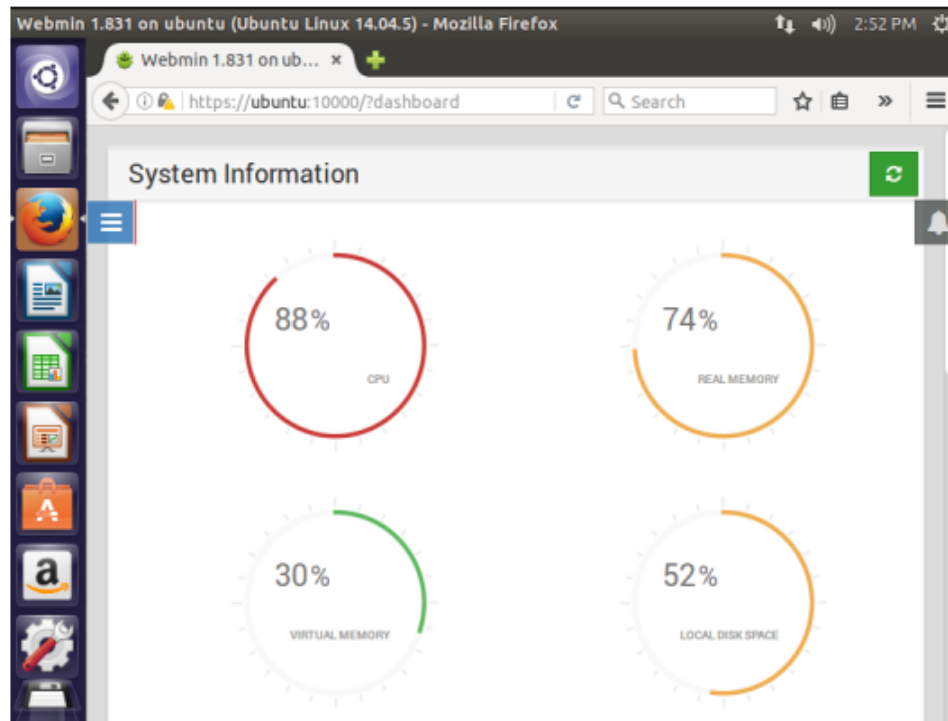 Webmin 1.831 on ubuntu (Ubuntu Linux 14.04.5) - Mozilla Firefox 2:52 PM
Webmin 1.831 on ub... ×
https://ubuntu:10000/?dashboard Search
System Information
88% 74%
CPU REAL MEMORY
30% 52%
VIRTUAL MEMORY LOCAL DISK SPACE